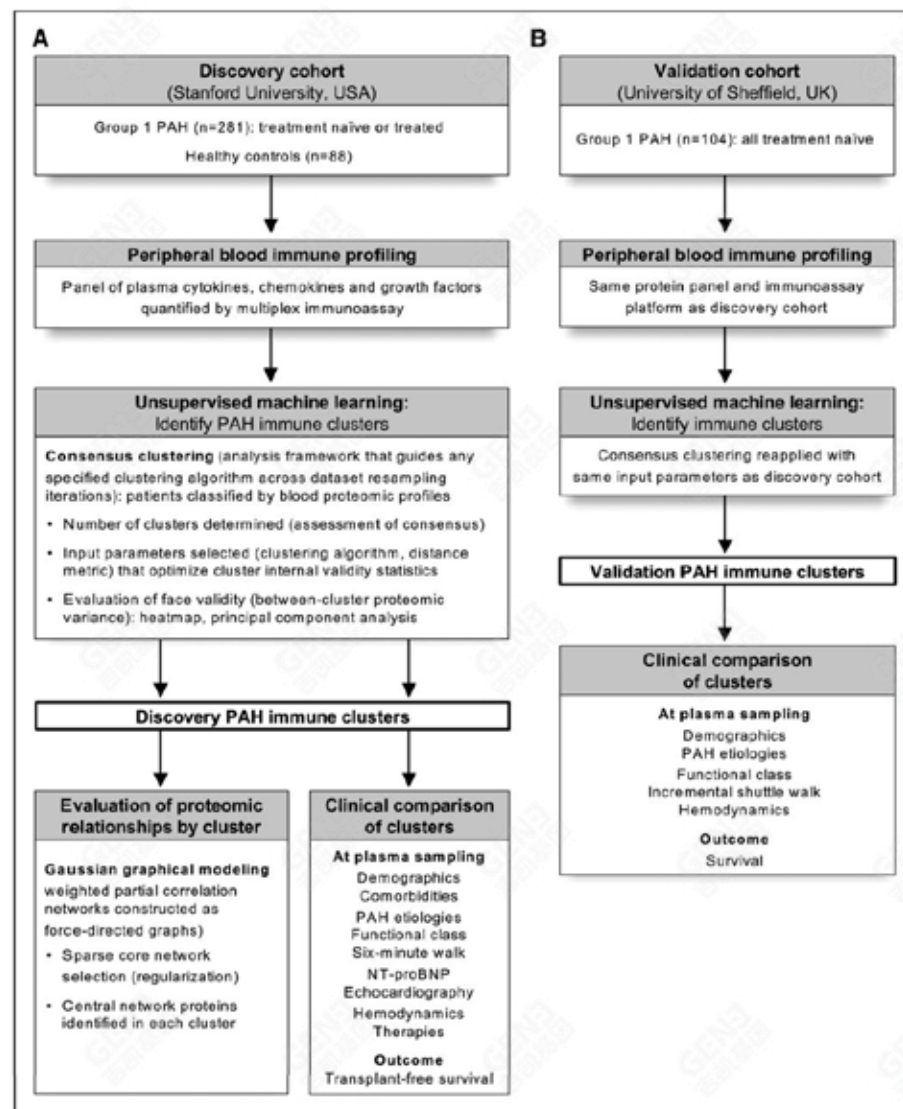 A
Discovery cohort
(Stanford University, USA)
Group 1 PAH (n=281): treatment naïve or treated
Healthy controls (n=88)
Peripheral blood immune profiling
Panel of plasma cytokines, chemokines and growth factors
quantified by multiplex immunoassay
Unsupervised machine learning:
Identify PAH immune clusters
Consensus clustering (analysis framework that guides any
specified clustering algorithm across dataset resampling
iterations): patients classified by blood proteomic profiles
• Number of clusters determined (assessment of consensus)
• Input parameters selected (clustering algorithm, distance
metric) that optimize cluster internal validity statistics
• Evaluation of face validity (between-cluster proteomic
variance): heatmap, principal component analysis
Discovery PAH immune clusters
Evaluation of proteomic
relationships by cluster
Gaussian graphical modeling
weighted partial correlation
networks constructed as
force-directed graphs)
• Sparse core network
selection (regularization)
• Central network proteins
identified in each cluster
Clinical comparison
of clusters
At plasma sampling
Demographics
Comorbidities
PAH etiologies
Functional class
Six-minute walk
NT-proBNP
Echocardiography
Hemodynamics
Therapies
Outcome
Transplant-free survival
B
Validation cohort
(University of Sheffield, UK)
Group 1 PAH (n=104): all treatment naïve
Peripheral blood immune profiling
Same protein panel and immunoassay
platform as discovery cohort
Unsupervised machine learning:
Identify immune clusters
Consensus clustering reapplied with
same input parameters as discovery cohort
Validation PAH immune clusters
Clinical comparison
of clusters
At plasma sampling
Demographics
PAH etiologies
Functional class
Incremental shuttle walk
Hemodynamics
Outcome
Survival